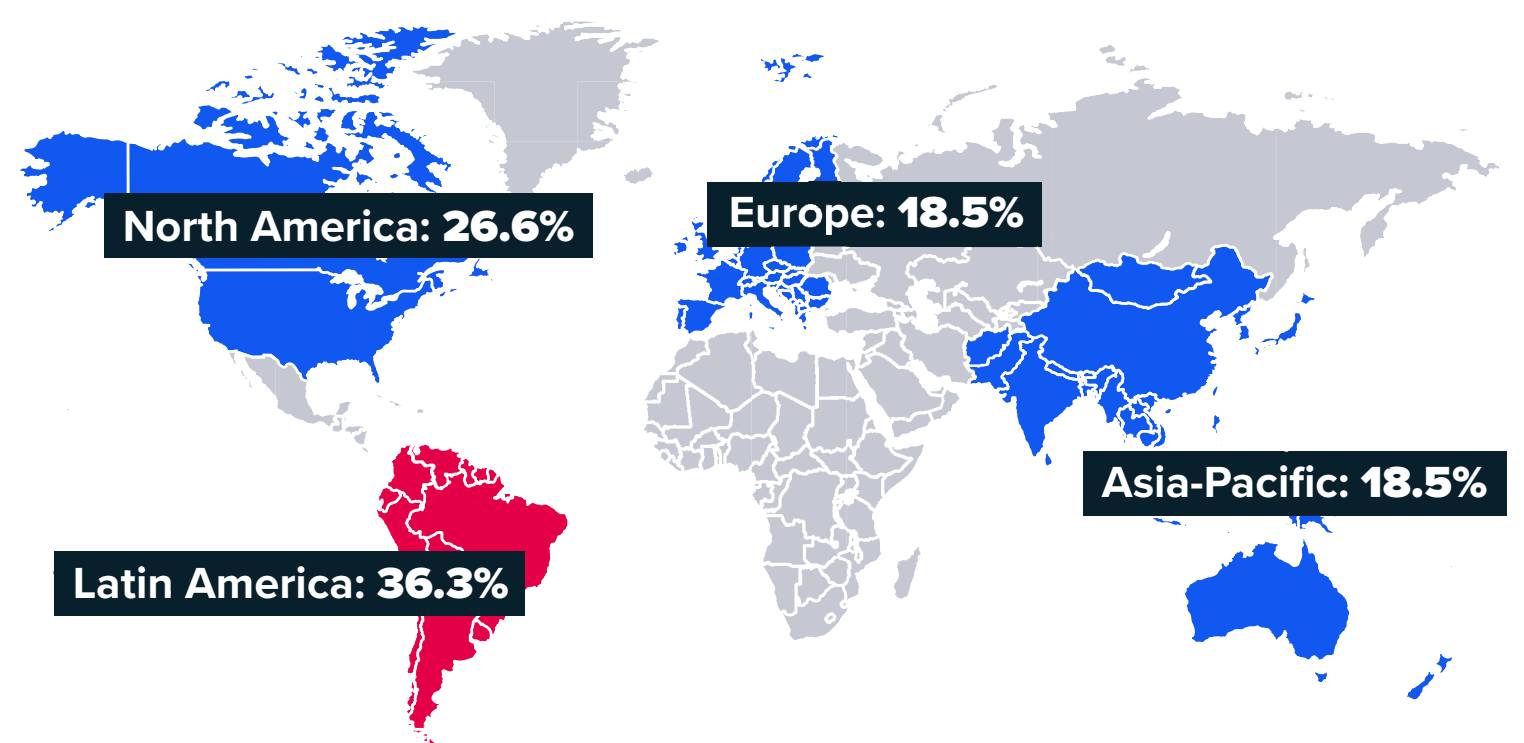 North America: 26.6%
Europe: 18.5%
Asia-Pacific: 18.5%
Latin America: 36.3%